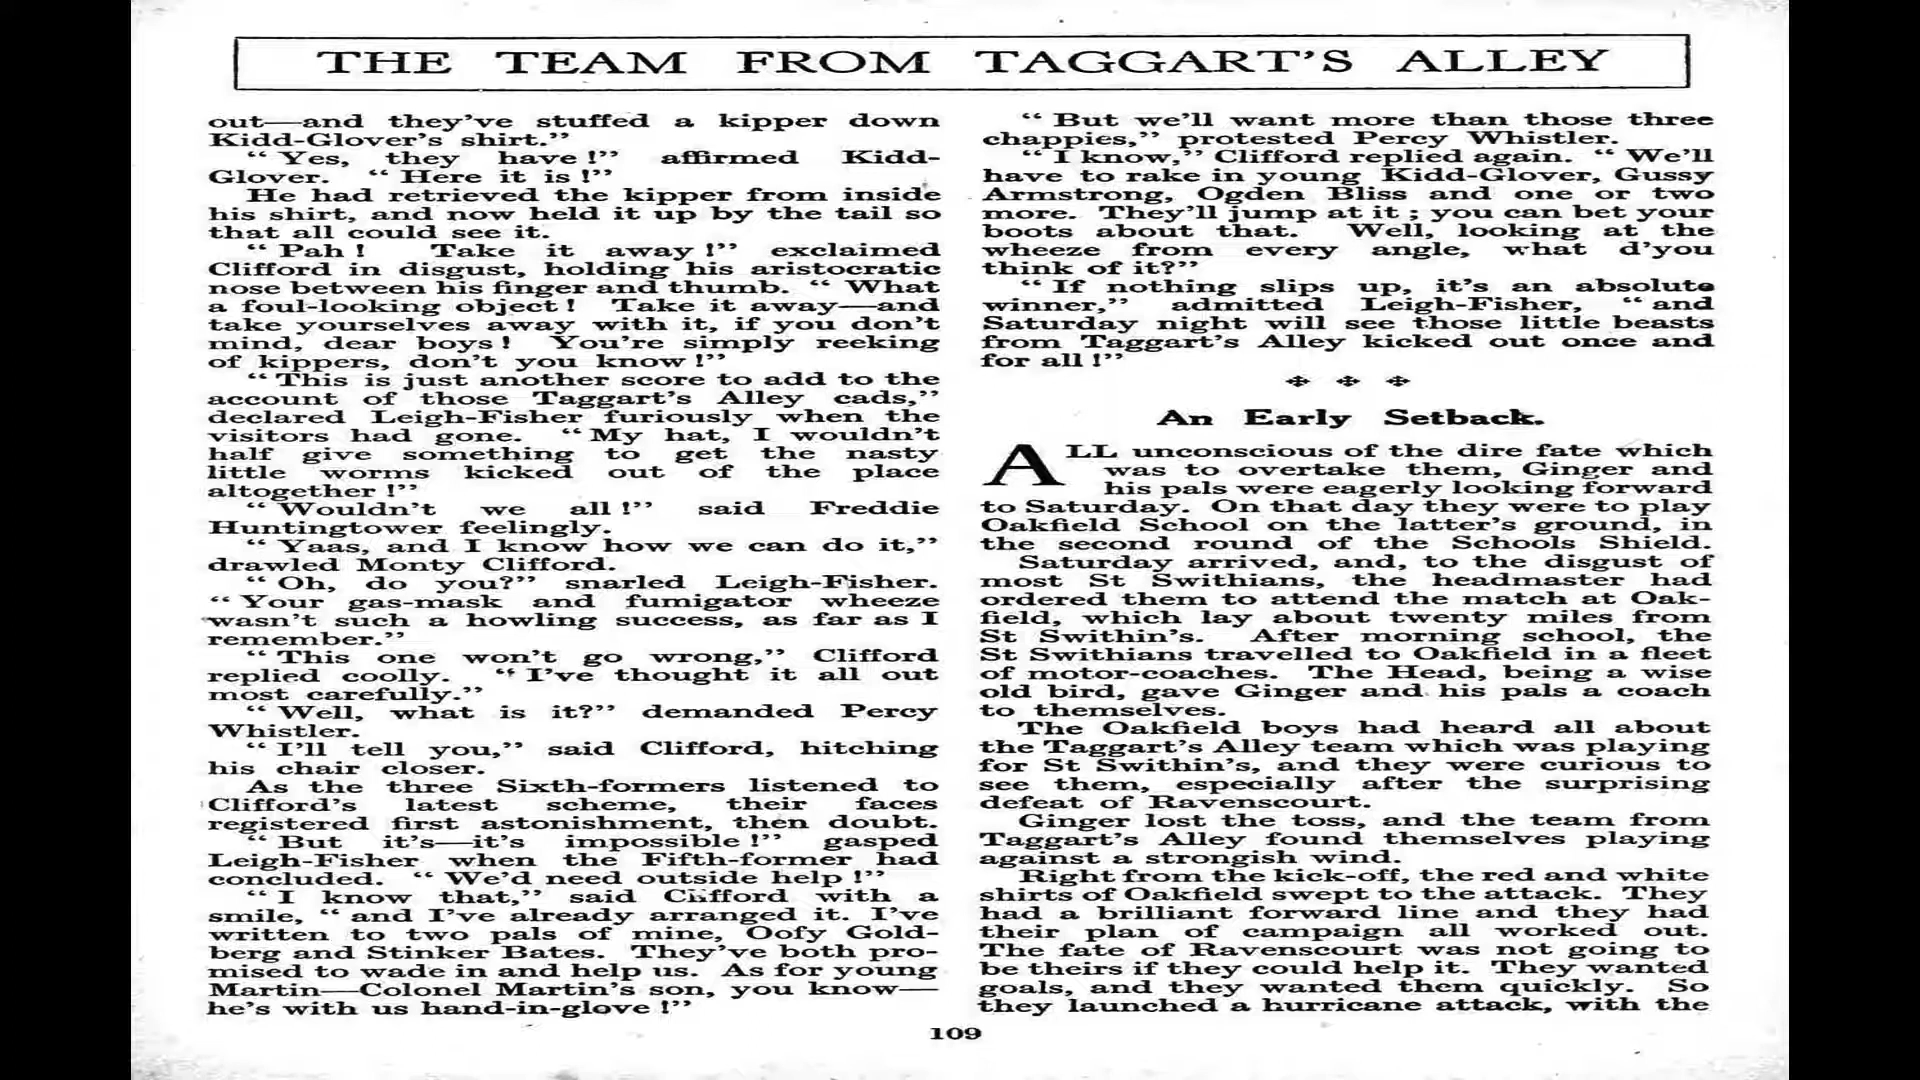 THE TEAM FROM TAGGART'S ALLEY
out—and they've stuffed a kipper down
Kidd-Glover's shirt."
"Yes, they have!" affirmed Kidd-
Glover. "Here it is!"
He had retrieved the kipper from inside
his shirt, and now held it up by the tail so
that all could see it.
"Pah! Take it away!" exclaimed
Clifford in disgust, holding his aristocratic
nose between his finger and thumb. "What
a foul-looking object! Take it away—and
take yourselves away with it, if you don't
mind, dear boys! You're simply reeking
of kippers, don't you know!"
"This is just another score to add to the
account of those Taggart's Alley cads,"
declared Leigh-Fisher furiously when the
visitors had gone. "My hat, I wouldn't
half give something to get the nasty
little worms kicked out of the place
altogether!"
"Wouldn't we all!" said Freddie
Huntingtower feelingly.
"Yaas, and I know how we can do it,"
drawled Monty Clifford.
"Oh, do you?" snarled Leigh-Fisher.
"Your gas-mask and fumigator wheeze
wasn't such a howling success, as far as I
remember."
"This one won't go wrong," Clifford
replied coolly. "I've thought it all out
most carefully."
"Well, what is it?" demanded Percy
Whistler.
"I'll tell you," said Clifford, hitching
his chair closer.
As the three Sixth-formers listened to
Clifford's latest scheme, their faces
registered first astonishment, then doubt.
"But it's—it's impossible!" gasped
Leigh-Fisher when the Fifth-former had
concluded. "We'd need outside help!"
"I know that," said Clifford with a
smile, "and I've already arranged it. I've
written to two pals of mine, Oofy Gold-
berg and Stinker Bates. They've both pro-
mised to wade in and help us. As for young
Martin—Colonel Martin's son, you know—
he's with us hand-in-glove!"
"But we'll want more than those three
chappies," protested Percy Whistler.
"I know," Clifford replied again. "We'll
have to rake in young Kidd-Glover, Gussy
Armstrong, Ogden Bliss and one or two
more. They'll jump at it; you can bet your
boots about that. Well, looking at the
wheeze from every angle, what d'you
think of it?"
"If nothing slips up, it's an absolute
winner," admitted Leigh-Fisher, "and
Saturday night will see those little beasts
from Taggart's Alley kicked out once and
for all!"
An Early Setback.
ALL unconscious of the dire fate which
was to overtake them, Ginger and
his pals were eagerly looking forward
to Saturday. On that day they were to play
Oakfield School on the latter's ground, in
the second round of the Schools Shield.
Saturday arrived, and, to the disgust of
most St Swithians, the headmaster had
ordered them to attend the match at Oak-
field, which lay about twenty miles from
St Swithin's. After morning school, the
St Swithians travelled to Oakfield in a fleet
of motor-coaches. The Head, being a wise
old bird, gave Ginger and his pals a coach
to themselves.
The Oakfield boys had heard all about
the Taggart's Alley team which was playing
for St Swithin's, and they were curious to
see them, especially after the surprising
defeat of Ravenscourt.
Ginger lost the toss, and the team from
Taggart's Alley found themselves playing
against a strongish wind.
Right from the kick-off, the red and white
shirts of Oakfield swept to the attack. They
had a brilliant forward line and they had
their plan of campaign all worked out.
The fate of Ravenscourt was not going to
be theirs if they could help it. They wanted
goals, and they wanted them quickly. So
they launched a hurricane attack, with the
109